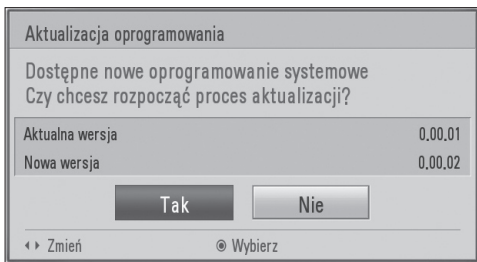 Aktualizacja oprogramowania
Dostępne nowe oprogramowanie systemowe
Czy chcesz rozpocząć proces aktualizacji?
Aktualna wersja 0,00,01
Nowa wersja 0,00,02
Tak Nie
Zmień Wybierz